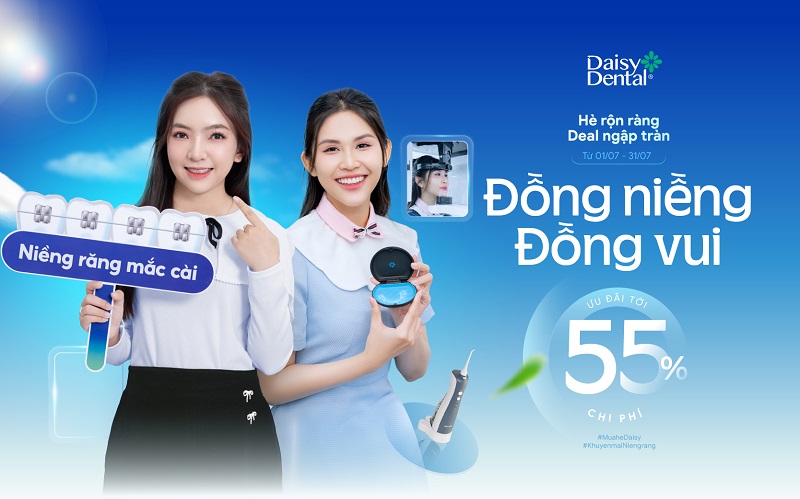 Daisy
Dental®
Hè rộn ràng
Deal ngập tràn
Từ 01/07 - 31/07
Đồng niềng
Đồng vui
Niềng răng mắc cài
ƯU ĐÃI TỚI
55%
CHI PHÍ
#MuaheDaisy
#KhuyenmaiNiengrang